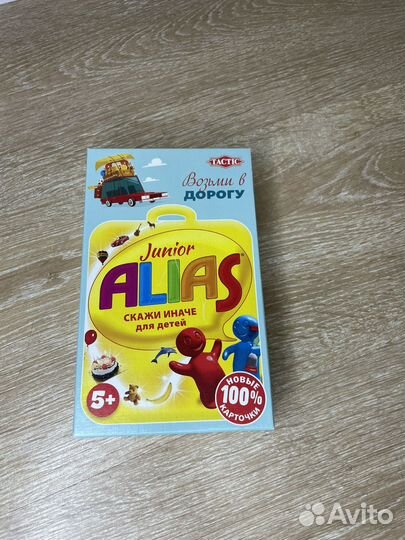 TACTIC
Возьми в
ДОРОГУ
Junior
ALIAS
СКАЖИ ИНАЧЕ
для детей
5+
НОВЫЕ
100%
КАРТОЧКИ
Avito